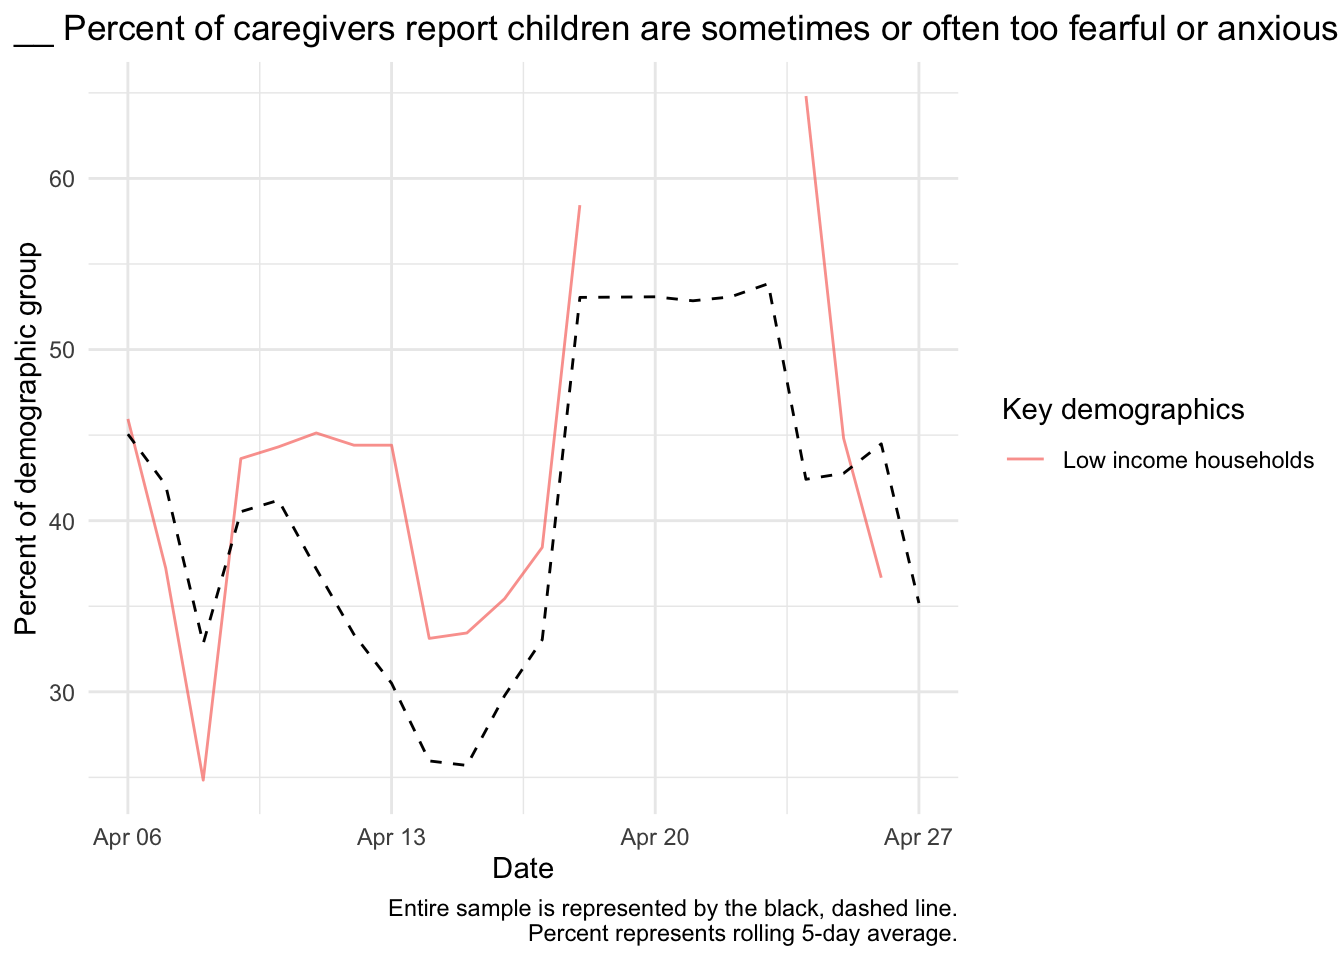 __ Percent of caregivers report children are sometimes or often too fearful or anxious
Percent of demographic group
60
50
40
30
Apr 06
Apr 13
Apr 20
Apr 27
Date
Key demographics
Low income households
Entire sample is represented by the black, dashed line.
Percent represents rolling 5-day average.